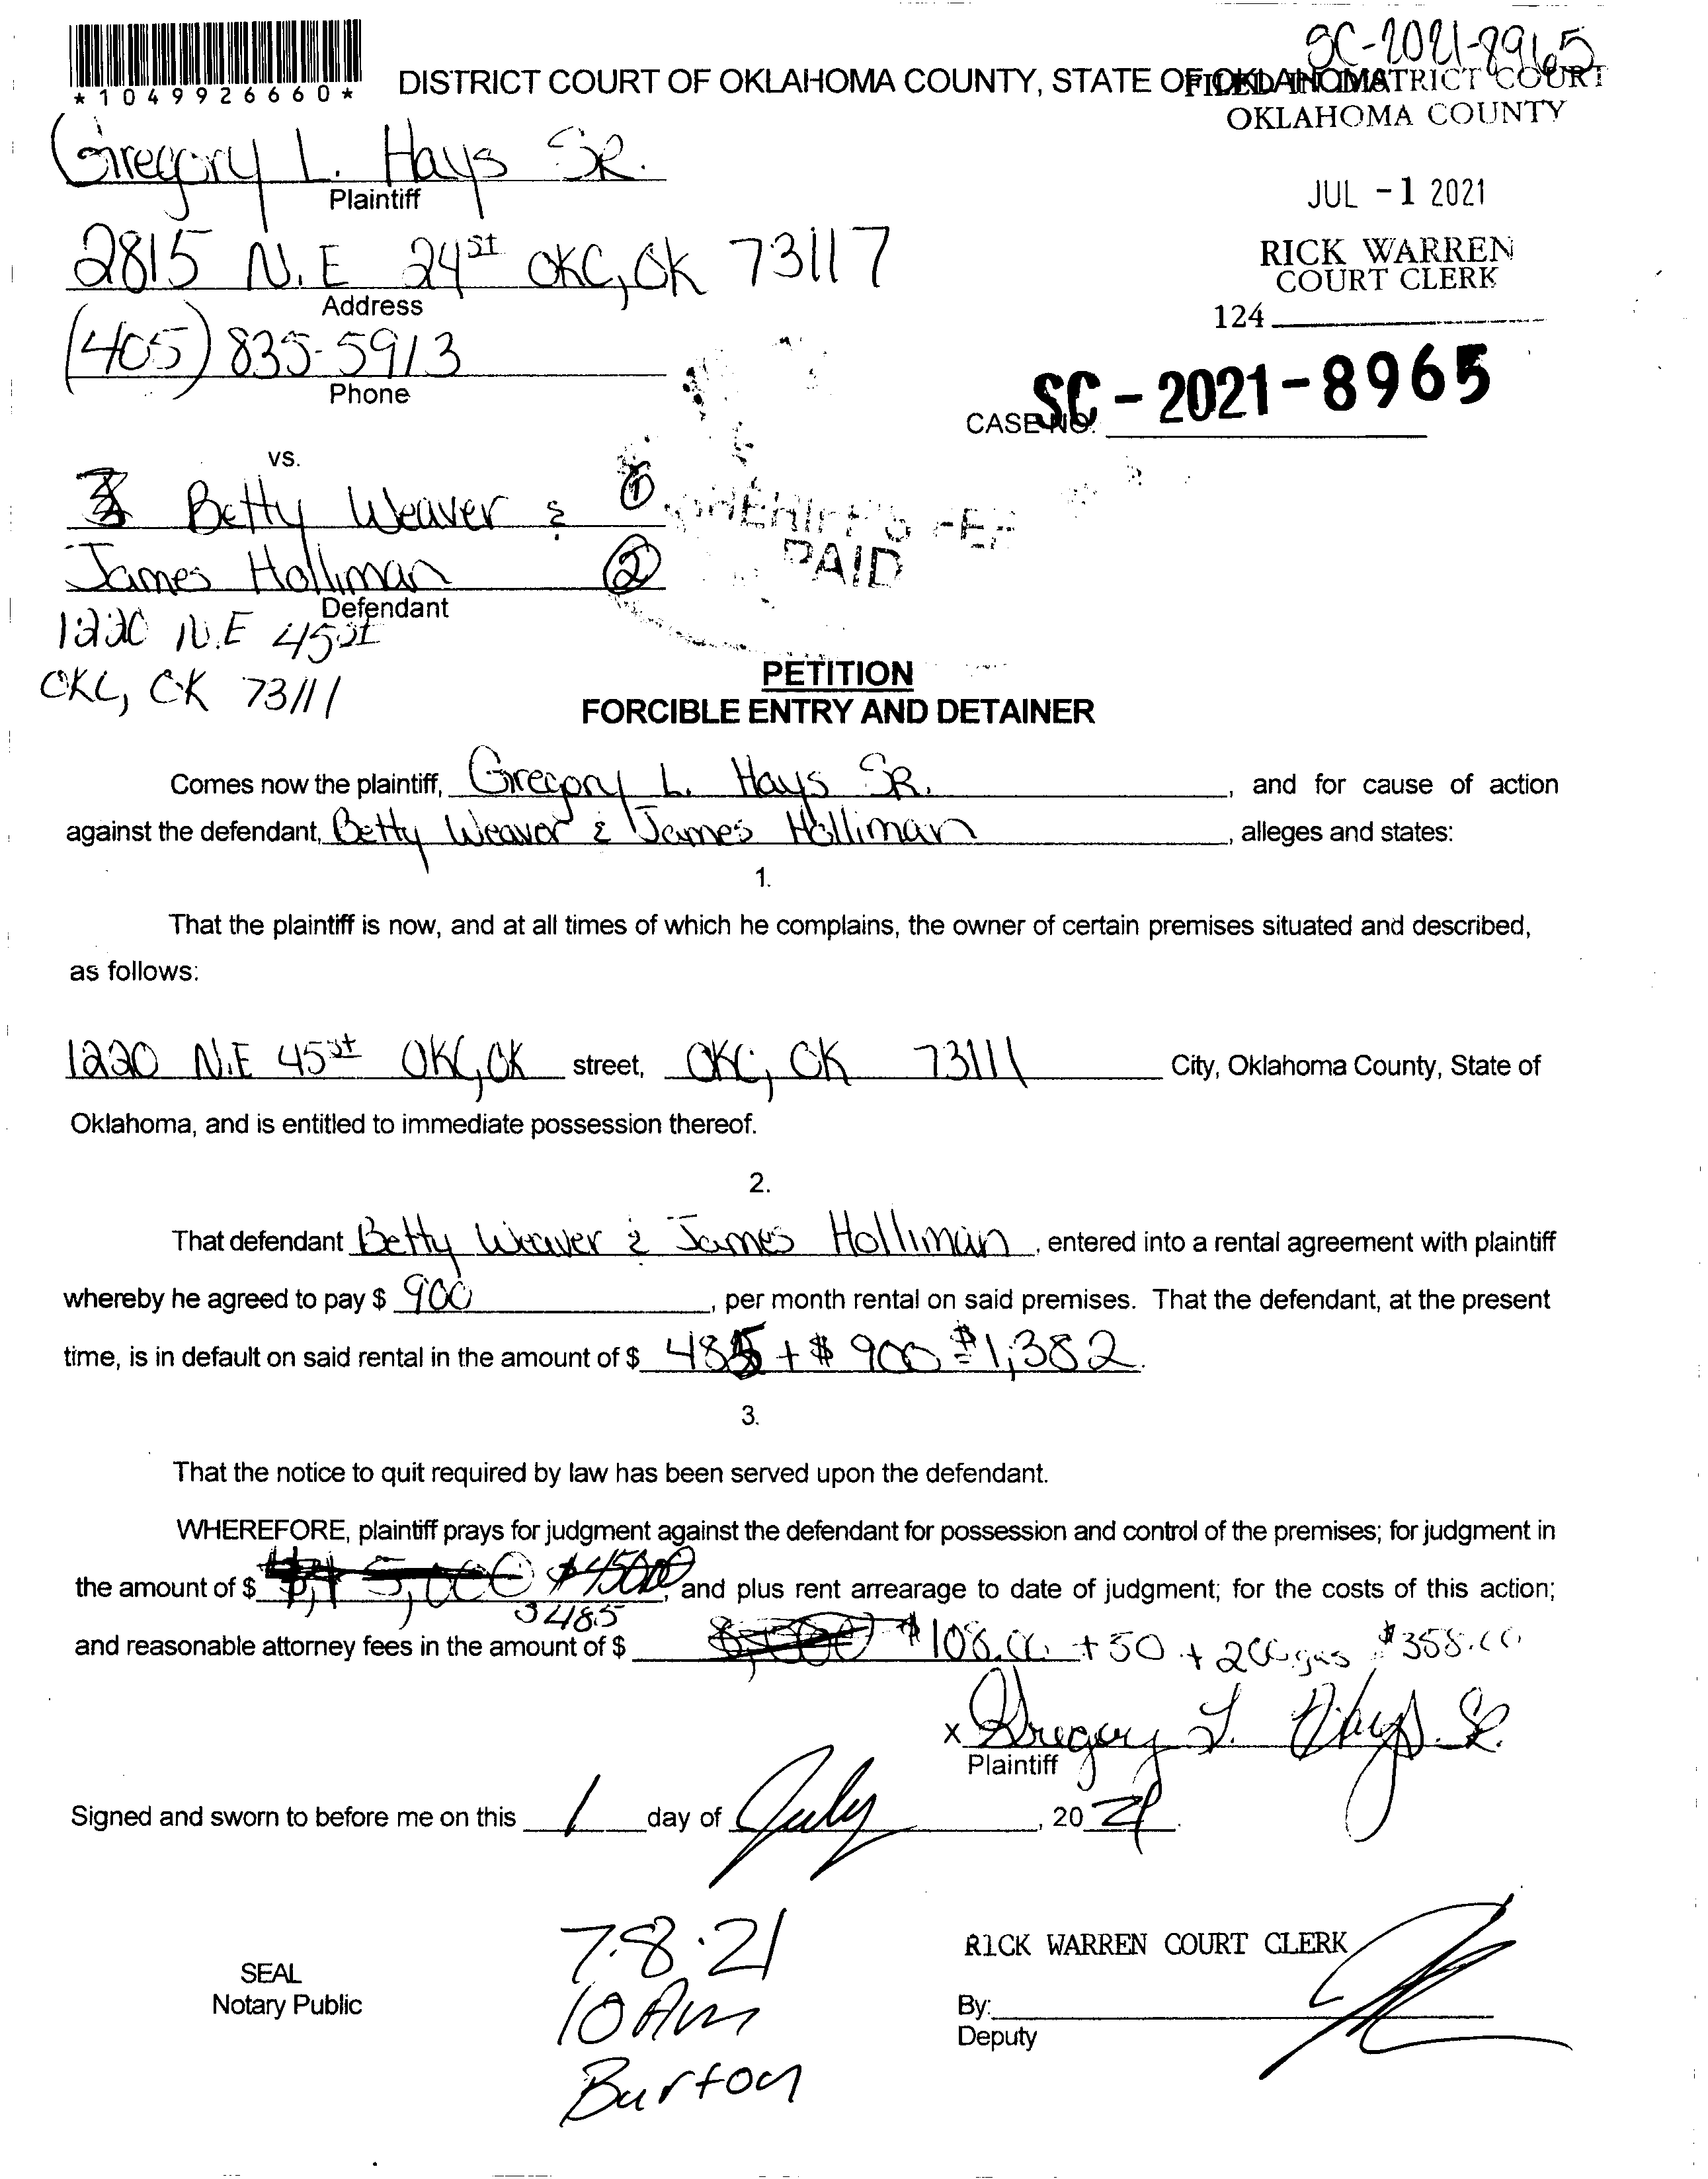 SC-2021-8965
*1049926660*
DISTRICT COURT OF OKLAHOMA COUNTY, STATE OF OKLAHOMA
FILED IN DISTRICT COURT
OKLAHOMA COUNTY
JUL -1 2021
RICK WARREN
COURT CLERK
124
Gregory L. Hays SR.
Plaintiff
2815 N.E 24st OKC, OK 73117
Address
(405) 835-5913
Phone
CASE NO. SC-2021-8965
vs.
Betty Weaver & ①
James Holliman ②
Defendant
1220 N.E 45st
OKC, OK 73111
SHERIFF'S FEE
PAID
PETITION
FORCIBLE ENTRY AND DETAINER
Comes now the plaintiff, Gregory L. Hays SR. , and for cause of action
against the defendant, Betty Weaver & James Holliman , alleges and states:
1.
That the plaintiff is now, and at all times of which he complains, the owner of certain premises situated and described,
as follows:
1220 N.E 45st OKC, OK street, OKC, OK 73111 City, Oklahoma County, State of
Oklahoma, and is entitled to immediate possession thereof.
2.
That defendant Betty Weaver & James Holliman , entered into a rental agreement with plaintiff
whereby he agreed to pay $ 900 , per month rental on said premises. That the defendant, at the present
time, is in default on said rental in the amount of $ 485 + $ 900 = $1,382.
3.
That the notice to quit required by law has been served upon the defendant.
WHEREFORE, plaintiff prays for judgment against the defendant for possession and control of the premises; for judgment in
the amount of $ 5,000 $4500 , and plus rent arrearage to date of judgment; for the costs of this action;
3485
and reasonable attorney fees in the amount of $ $108.00 + 50 + 200 gas $358.00
x Gregory L. Hays Sr.
Plaintiff
Signed and sworn to before me on this 1 day of July , 20 21 .
7.8.21
10 Am
Burton
SEAL
Notary Public
RICK WARREN COURT CLERK
By:
Deputy